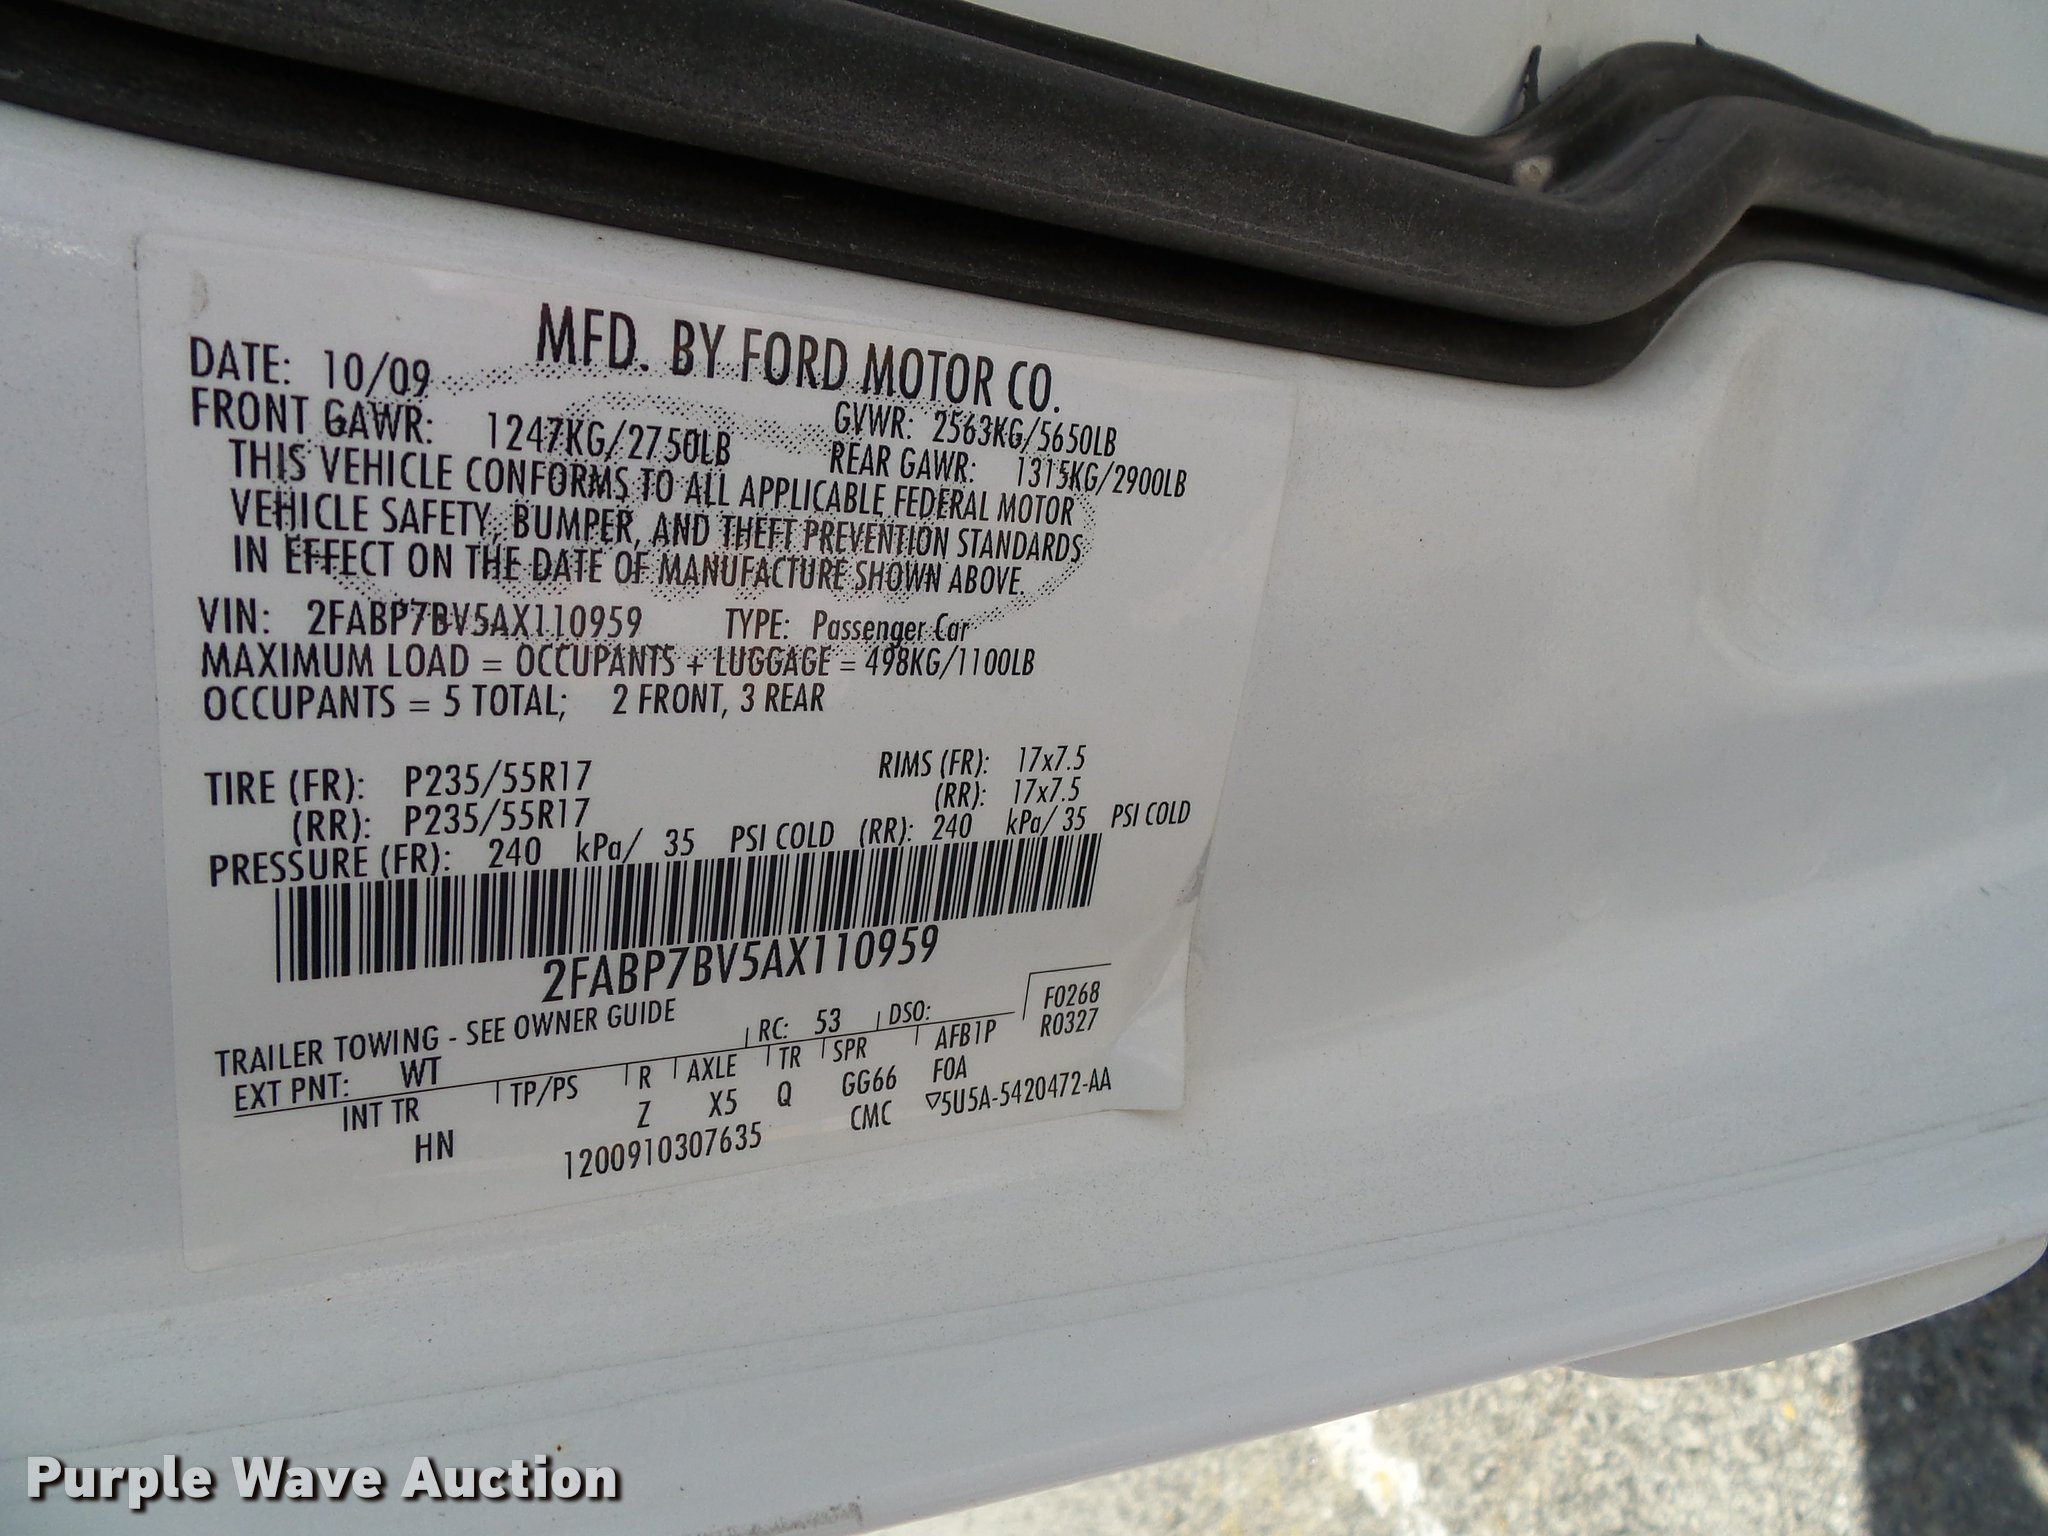 MFD. BY FORD MOTOR CO.
DATE: 10/09 GVWR: 2563KG/5650LB
FRONT GAWR: 1247KG/2750LB REAR GAWR: 1315KG/2900LB
THIS VEHICLE CONFORMS TO ALL APPLICABLE FEDERAL MOTOR
VEHICLE SAFETY, BUMPER, AND THEFT PREVENTION STANDARDS
IN EFFECT ON THE DATE OF MANUFACTURE SHOWN ABOVE.
VIN: 2FABP7BV5AX110959 TYPE: Passenger Car
MAXIMUM LOAD = OCCUPANTS + LUGGAGE = 498KG/1100LB
OCCUPANTS = 5 TOTAL; 2 FRONT, 3 REAR
TIRE (FR): P235/55R17 RIMS (FR): 17x7.5
(RR): P235/55R17 (RR): 17x7.5
PRESSURE (FR): 240 kPa/ 35 PSI COLD (RR): 240 kPa/ 35 PSI COLD
2FABP7BV5AX110959
TRAILER TOWING - SEE OWNER GUIDE F0268
EXT PNT: WT RC: 53 DSO: R0327
INT TR TP/PS R AXLE TR SPR AFB1P
HN Z X5 Q GG66 F0A
1200910307635 CMC ▽5U5A-5420472-AA
Purple Wave Auction